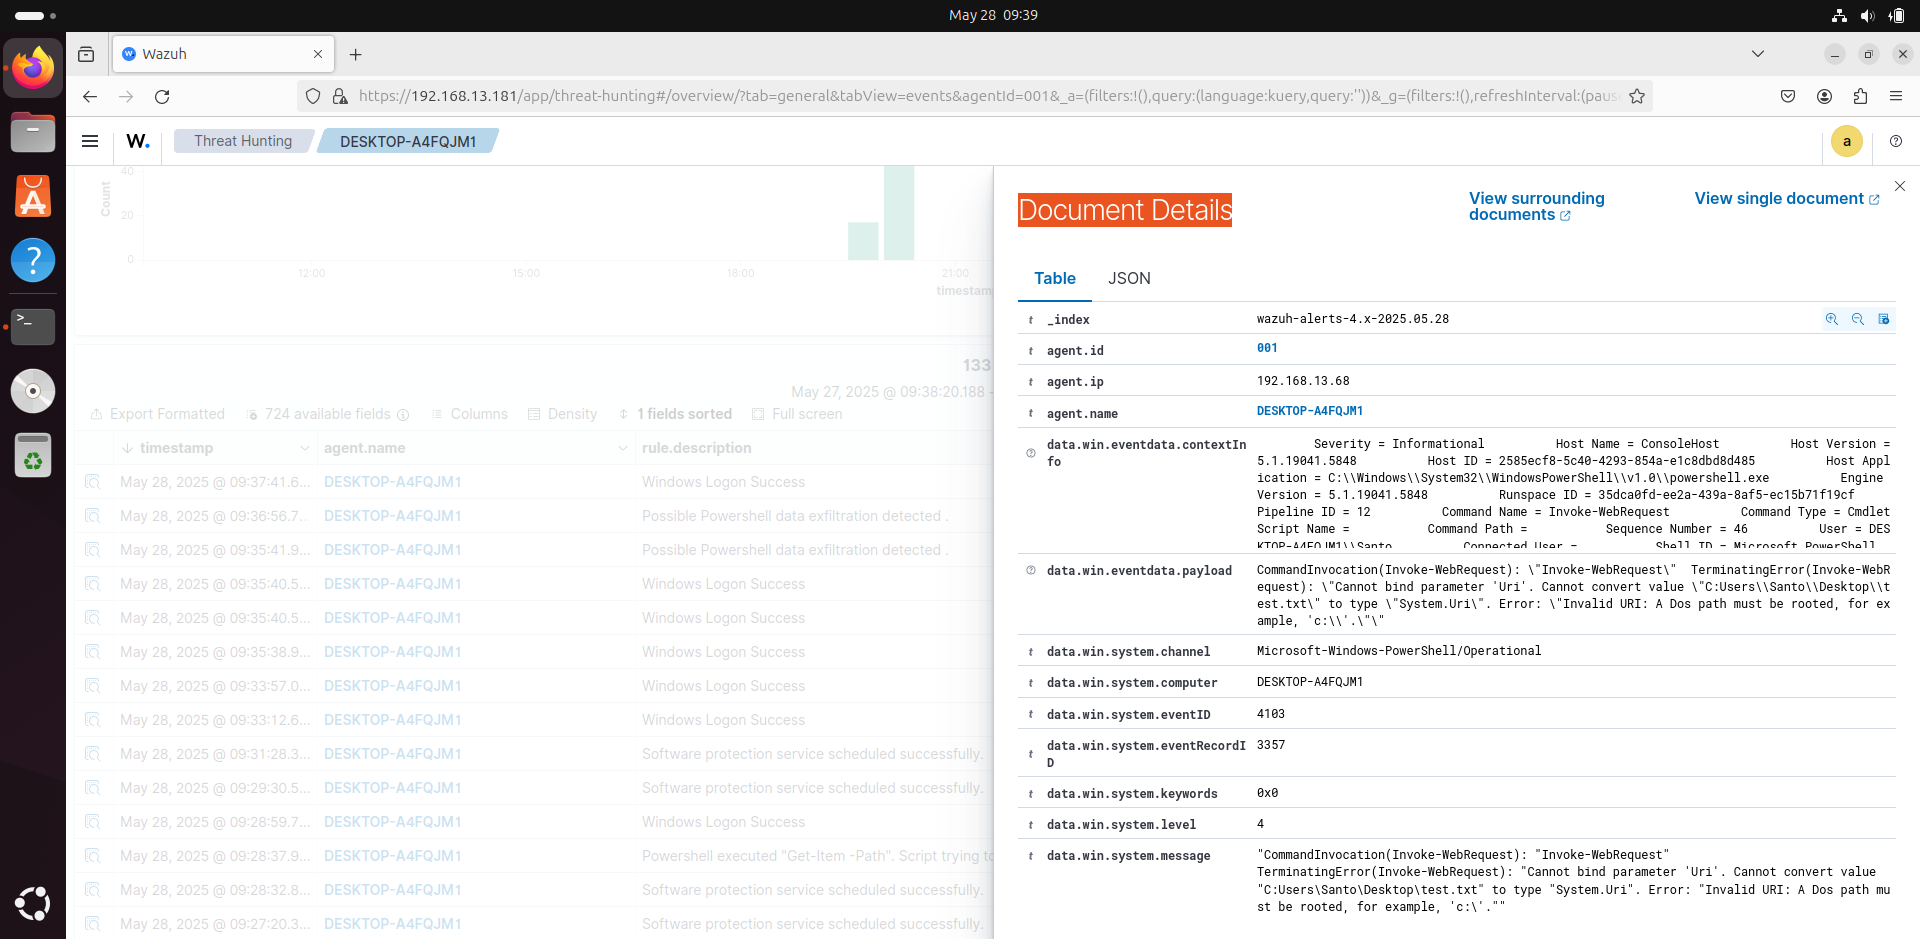 May 28  09:39
Wazuh
https://192.168.13.181/app/threat-hunting#/overview/?tab=general&tabView=events&agentId=001&_a=(filters:!(),query:(language:kuery,query:''))&_g=(filters:!(),refreshInterval:(paus
W. Threat Hunting DESKTOP-A4FQJM1 a
40
20
0
Count
12:00 15:00 18:00 21:00
timestam
133
May 27, 2025 @ 09:38:20.188 -
Export Formatted 724 available fields Columns Density 1 fields sorted Full screen
timestamp agent.name rule.description
May 28, 2025 @ 09:37:41.6... DESKTOP-A4FQJM1 Windows Logon Success
May 28, 2025 @ 09:36:56.7... DESKTOP-A4FQJM1 Possible Powershell data exfiltration detected .
May 28, 2025 @ 09:35:41.9... DESKTOP-A4FQJM1 Possible Powershell data exfiltration detected .
May 28, 2025 @ 09:35:40.5... DESKTOP-A4FQJM1 Windows Logon Success
May 28, 2025 @ 09:35:40.5... DESKTOP-A4FQJM1 Windows Logon Success
May 28, 2025 @ 09:35:38.9... DESKTOP-A4FQJM1 Windows Logon Success
May 28, 2025 @ 09:33:57.0... DESKTOP-A4FQJM1 Windows Logon Success
May 28, 2025 @ 09:33:12.6... DESKTOP-A4FQJM1 Windows Logon Success
May 28, 2025 @ 09:31:28.3... DESKTOP-A4FQJM1 Software protection service scheduled successfully.
May 28, 2025 @ 09:29:30.5... DESKTOP-A4FQJM1 Software protection service scheduled successfully.
May 28, 2025 @ 09:28:59.7... DESKTOP-A4FQJM1 Windows Logon Success
May 28, 2025 @ 09:28:37.9... DESKTOP-A4FQJM1 Powershell executed "Get-Item -Path". Script trying to
May 28, 2025 @ 09:28:32.8... DESKTOP-A4FQJM1 Software protection service scheduled successfully.
May 28, 2025 @ 09:27:20.3... DESKTOP-A4FQJM1 Software protection service scheduled successfully.
Document Details
View surrounding
documents
View single document
Table JSON
t _index wazuh-alerts-4.x-2025.05.28
t agent.id 001
t agent.ip 192.168.13.68
t agent.name DESKTOP-A4FQJM1
data.win.eventdata.contextIn
fo
Severity = Informational Host Name = ConsoleHost Host Version =
5.1.19041.5848 Host ID = 2585ecf8-5c40-4293-854a-e1c8dbd8d485 Host Appl
ication = C:\\Windows\\System32\\WindowsPowerShell\\v1.0\\powershell.exe Engine
Version = 5.1.19041.5848 Runspace ID = 35dca0fd-ee2a-439a-8af5-ec15b71f19cf
Pipeline ID = 12 Command Name = Invoke-WebRequest Command Type = Cmdlet
Script Name = Command Path = Sequence Number = 46 User = DES
KTOP-A4FQJM1\\Santo Connected User = Shell ID = Microsoft.PowerShell
data.win.eventdata.payload
CommandInvocation(Invoke-WebRequest): \"Invoke-WebRequest\" TerminatingError(Invoke-WebR
equest): \"Cannot bind parameter 'Uri'. Cannot convert value \"C:Users\\Santo\\Desktop\\t
est.txt\" to type \"System.Uri\". Error: \"Invalid URI: A Dos path must be rooted, for ex
ample, 'c:\\'.\"\"
t data.win.system.channel Microsoft-Windows-PowerShell/Operational
t data.win.system.computer DESKTOP-A4FQJM1
t data.win.system.eventID 4103
t data.win.system.eventRecordI 3357
D
t data.win.system.keywords 0x0
t data.win.system.level 4
t data.win.system.message
"CommandInvocation(Invoke-WebRequest): "Invoke-WebRequest"
TerminatingError(Invoke-WebRequest): "Cannot bind parameter 'Uri'. Cannot convert value
"C:Users\Santo\Desktop\test.txt" to type "System.Uri". Error: "Invalid URI: A Dos path mu
st be rooted, for example, 'c:\'.""